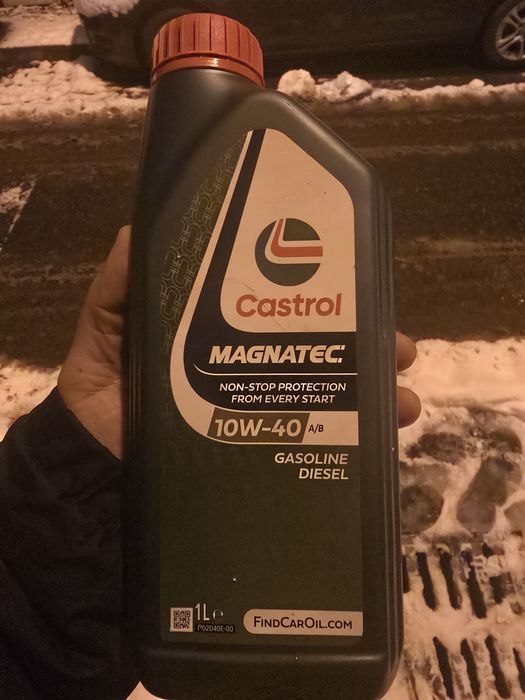 Castrol
MAGNATEC
NON-STOP PROTECTION
FROM EVERY START
10W-40 A/B
GASOLINE
DIESEL
1L e
P02040E-00
FINDCAROIL.COM